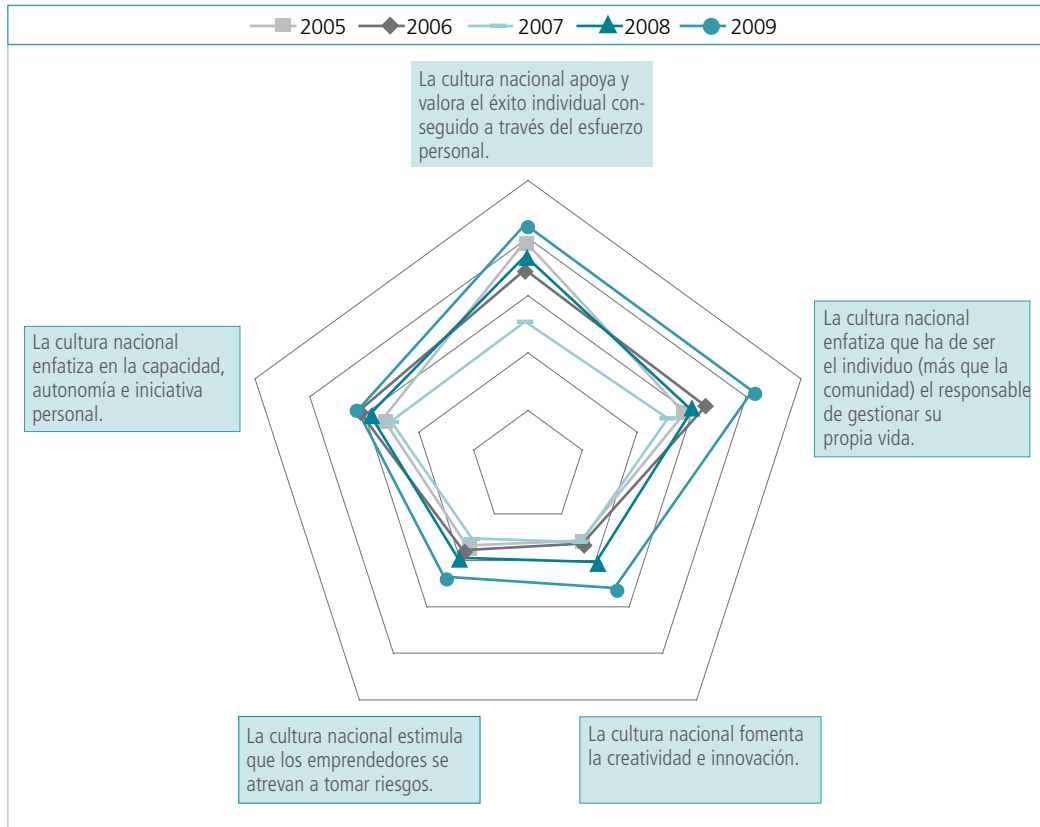 2005 2006 2007 2008 2009
La cultura nacional apoya y
valora el éxito individual con-
seguido a través del esfuerzo
personal.
La cultura nacional
enfatiza en la capacidad,
autonomía e iniciativa
personal.
La cultura nacional
enfatiza que ha de ser
el individuo (más que la
comunidad) el responsable
de gestionar su
propia vida.
La cultura nacional estimula
que los emprendedores se
atrevan a tomar riesgos.
La cultura nacional fomenta
la creatividad e innovación.